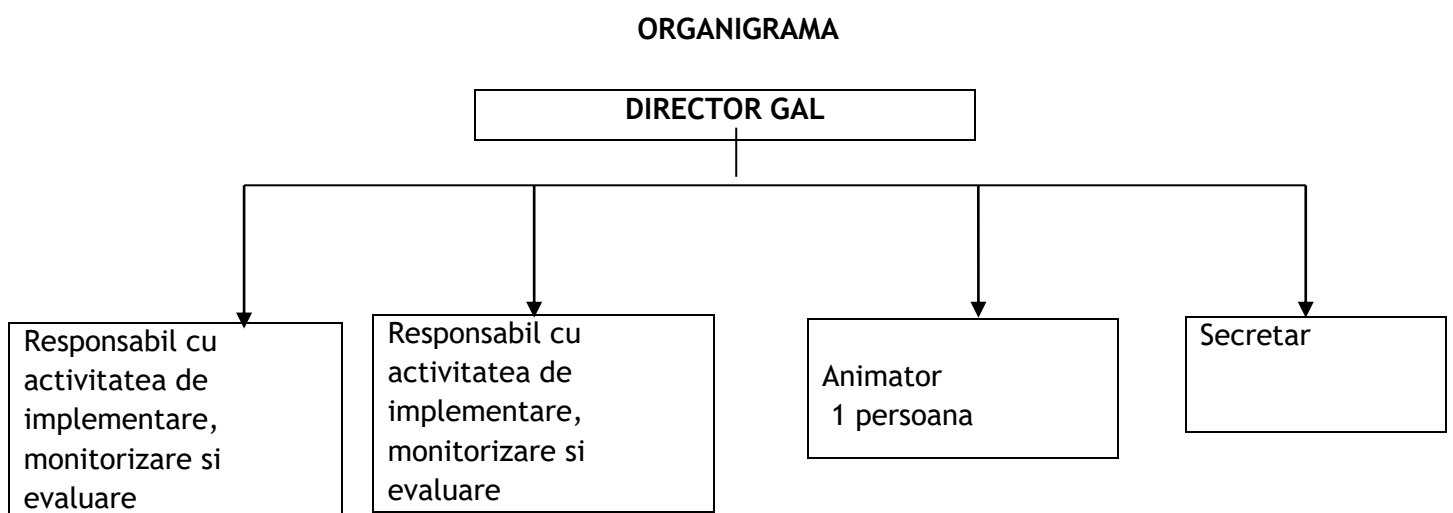 ORGANIGRAMA
DIRECTOR GAL
Responsabil cu
activitatea de
implementare,
monitorizare si
evaluare
Responsabil cu
activitatea de
implementare,
monitorizare si
evaluare
Animator
1 persoana
Secretar